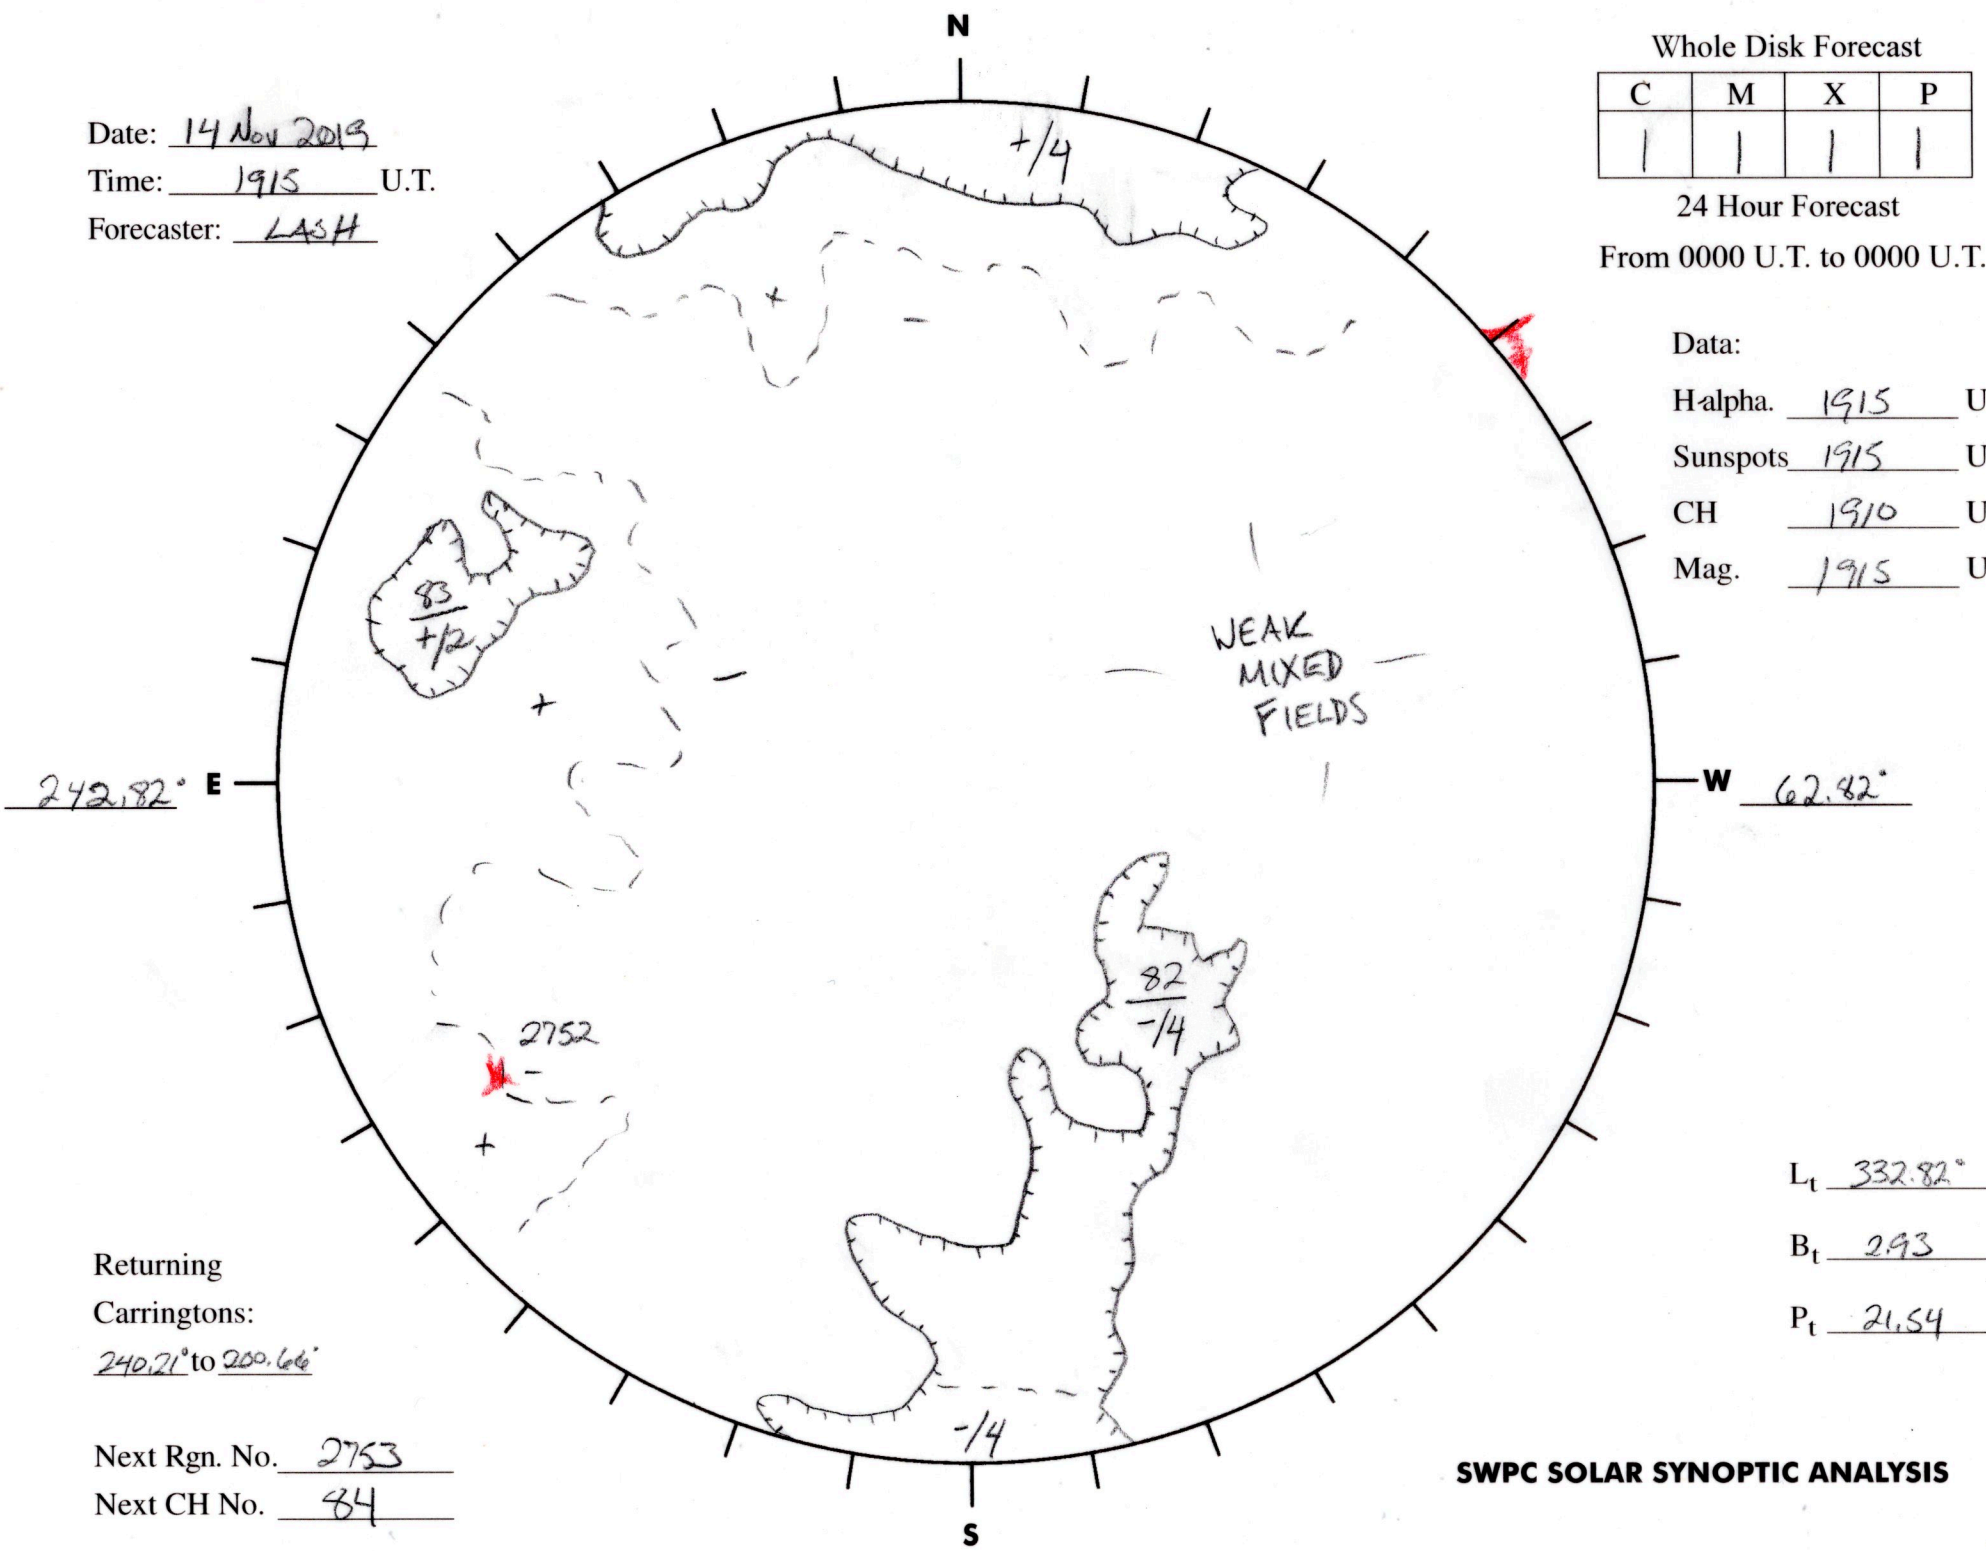 N
Whole Disk Forecast
C M X P
1 1 1 1
24 Hour Forecast
From 0000 U.T. to 0000 U.T.
Date: 14 Nov 2019
Time: 1915 U.T.
Forecaster: LASH
+/4
+
-
Data:
H-alpha. 1915 U
Sunspots 1915 U
CH 1910 U
Mag. 1915 U
83
+/2
+
-
WEAK
MIXED
FIELDS
242.82° E
W 62.82°
82
-/4
2752
-
+
Lt 332.82°
Bt 2.93
Pt 21.54
Returning
Carringtons:
240.21° to 200.66°
-/4
Next Rgn. No. 2753
Next CH No. 84
SWPC SOLAR SYNOPTIC ANALYSIS
S